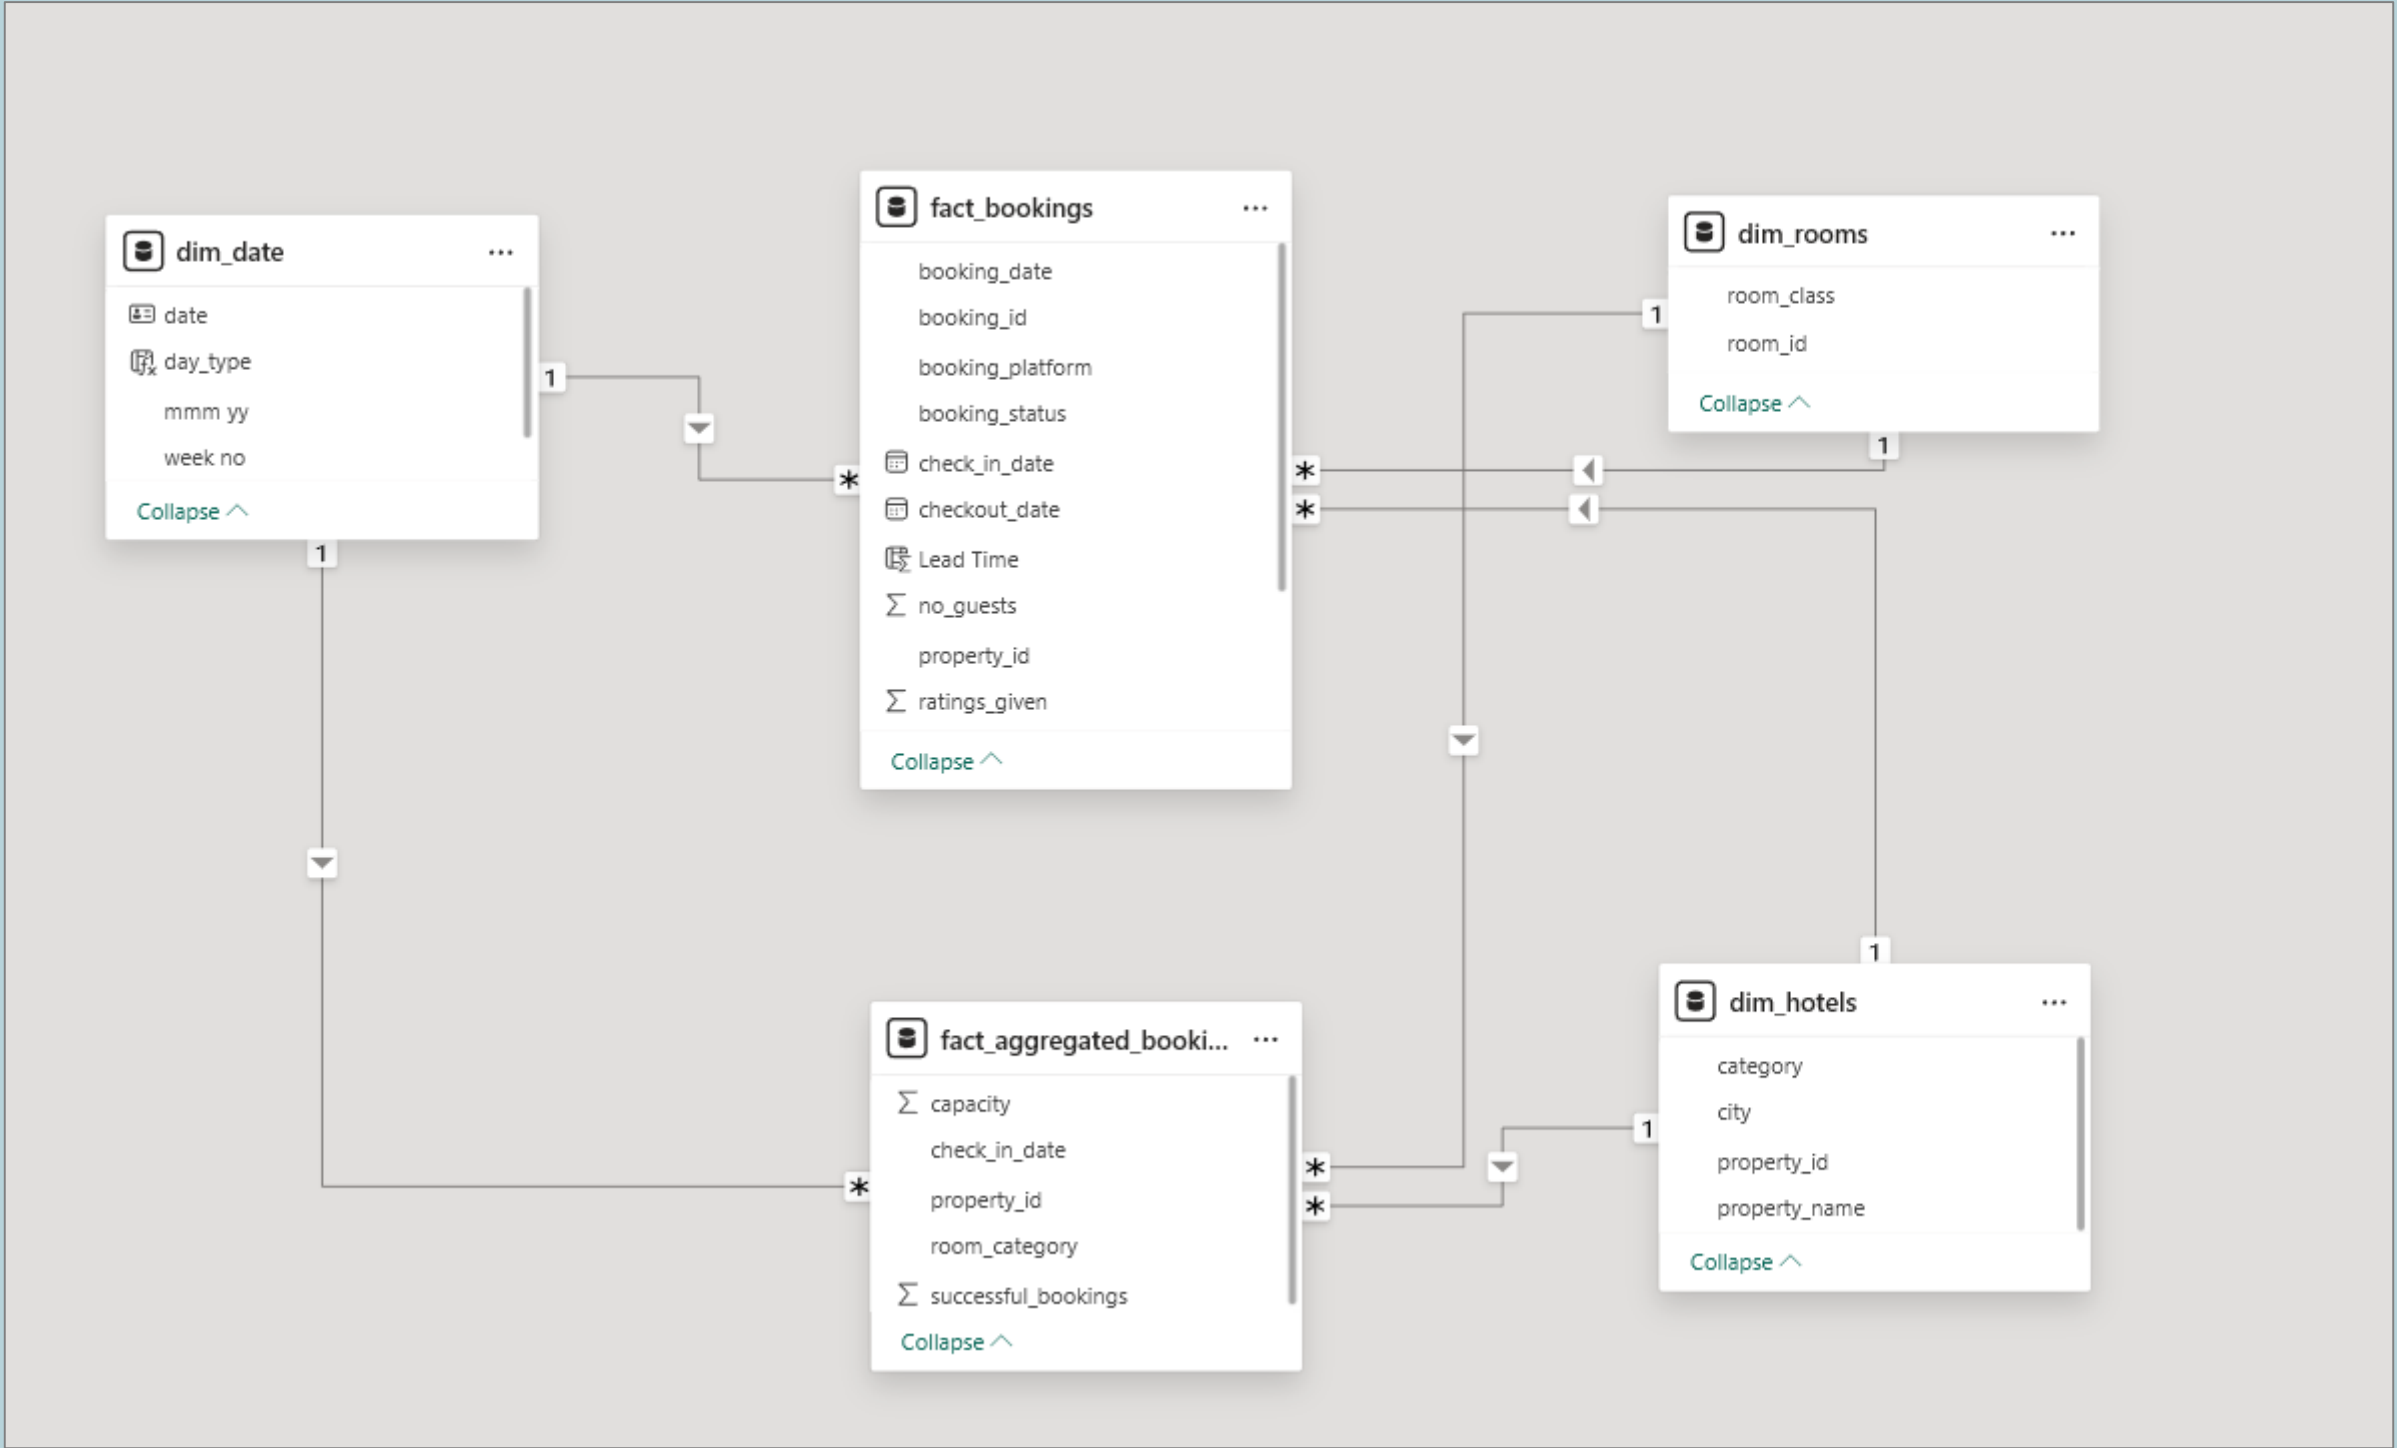 dim_date
date
day_type
mmm yy
week no
Collapse
1
1
*
fact_bookings
booking_date
booking_id
booking_platform
booking_status
check_in_date
checkout_date
Lead Time
no_guests
property_id
ratings_given
Collapse
*
*
dim_rooms
room_class
room_id
Collapse
1
1
*
fact_aggregated_booki...
capacity
check_in_date
property_id
room_category
successful_bookings
Collapse
*
*
1
1
dim_hotels
category
city
property_id
property_name
Collapse